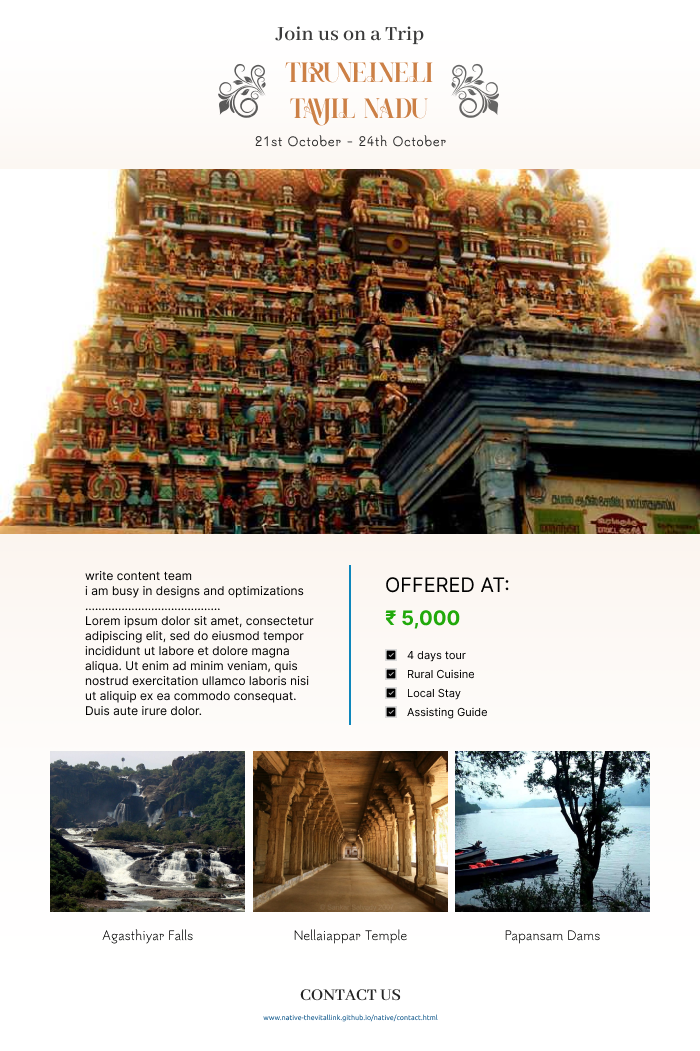 Join us on a Trip
TIRUNELNELI
TAMIL NADU
21st October - 24th October
write content team
i am busy in designs and optimizations
.........................................
Lorem ipsum dolor sit amet, consectetur
adipiscing elit, sed do eiusmod tempor
incididunt ut labore et dolore magna
aliqua. Ut enim ad minim veniam, quis
nostrud exercitation ullamco laboris nisi
ut aliquip ex ea commodo consequat.
Duis aute irure dolor.
OFFERED AT:
₹ 5,000
4 days tour
Rural Cuisine
Local Stay
Assisting Guide
Agasthiyar Falls
Nellaiappar Temple
Papansam Dams
CONTACT US
www.native-thevitallink.github.io/native/contact.html